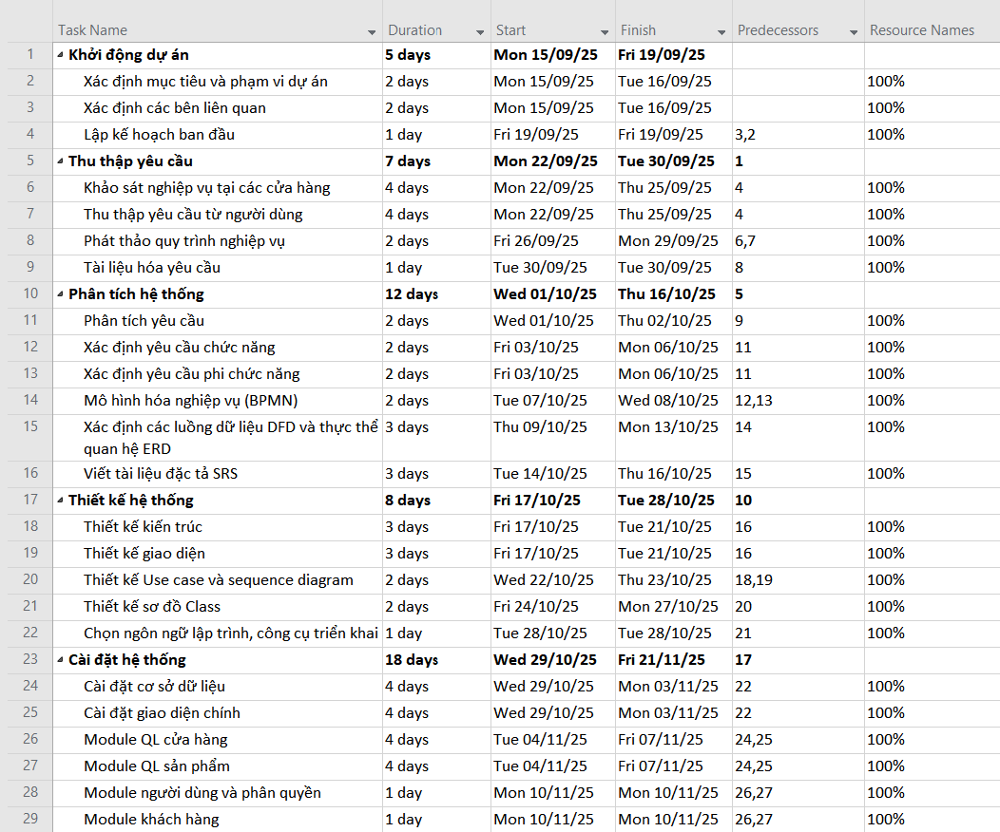 Task Name Duration Start Finish Predecessors Resource Names
1 Khởi động dự án 5 days Mon 15/09/25 Fri 19/09/25
2 Xác định mục tiêu và phạm vi dự án 2 days Mon 15/09/25 Tue 16/09/25 100%
3 Xác định các bên liên quan 2 days Mon 15/09/25 Tue 16/09/25 100%
4 Lập kế hoạch ban đầu 1 day Fri 19/09/25 Fri 19/09/25 3,2 100%
5 Thu thập yêu cầu 7 days Mon 22/09/25 Tue 30/09/25 1
6 Khảo sát nghiệp vụ tại các cửa hàng 4 days Mon 22/09/25 Thu 25/09/25 4 100%
7 Thu thập yêu cầu từ người dùng 4 days Mon 22/09/25 Thu 25/09/25 4 100%
8 Phát thảo quy trình nghiệp vụ 2 days Fri 26/09/25 Mon 29/09/25 6,7 100%
9 Tài liệu hóa yêu cầu 1 day Tue 30/09/25 Tue 30/09/25 8 100%
10 Phân tích hệ thống 12 days Wed 01/10/25 Thu 16/10/25 5
11 Phân tích yêu cầu 2 days Wed 01/10/25 Thu 02/10/25 9 100%
12 Xác định yêu cầu chức năng 2 days Fri 03/10/25 Mon 06/10/25 11 100%
13 Xác định yêu cầu phi chức năng 2 days Fri 03/10/25 Mon 06/10/25 11 100%
14 Mô hình hóa nghiệp vụ (BPMN) 2 days Tue 07/10/25 Wed 08/10/25 12,13 100%
15 Xác định các luồng dữ liệu DFD và thực thể 3 days Thu 09/10/25 Mon 13/10/25 14 100%
quan hệ ERD
16 Viết tài liệu đặc tả SRS 3 days Tue 14/10/25 Thu 16/10/25 15 100%
17 Thiết kế hệ thống 8 days Fri 17/10/25 Tue 28/10/25 10
18 Thiết kế kiến trúc 3 days Fri 17/10/25 Tue 21/10/25 16 100%
19 Thiết kế giao diện 3 days Fri 17/10/25 Tue 21/10/25 16 100%
20 Thiết kế Use case và sequence diagram 2 days Wed 22/10/25 Thu 23/10/25 18,19 100%
21 Thiết kế sơ đồ Class 2 days Fri 24/10/25 Mon 27/10/25 20 100%
22 Chọn ngôn ngữ lập trình, công cụ triển khai 1 day Tue 28/10/25 Tue 28/10/25 21 100%
23 Cài đặt hệ thống 18 days Wed 29/10/25 Fri 21/11/25 17
24 Cài đặt cơ sở dữ liệu 4 days Wed 29/10/25 Mon 03/11/25 22 100%
25 Cài đặt giao diện chính 4 days Wed 29/10/25 Mon 03/11/25 22 100%
26 Module QL cửa hàng 4 days Tue 04/11/25 Fri 07/11/25 24,25 100%
27 Module QL sản phẩm 4 days Tue 04/11/25 Fri 07/11/25 24,25 100%
28 Module người dùng và phân quyền 1 day Mon 10/11/25 Mon 10/11/25 26,27 100%
29 Module khách hàng 1 day Mon 10/11/25 Mon 10/11/25 26,27 100%